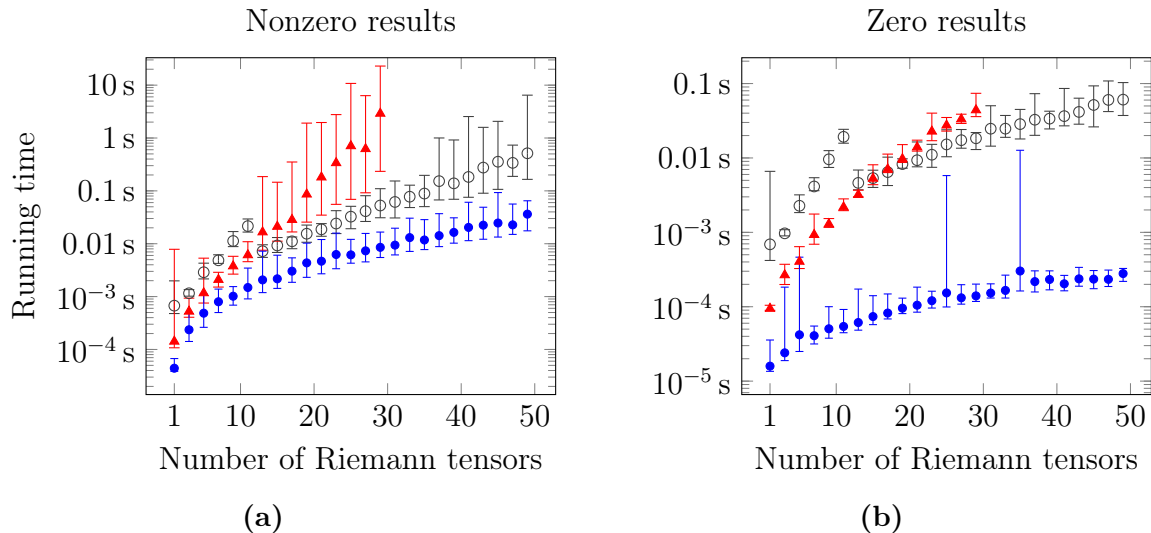 Nonzero results
Running time
10 s
1 s
0.1 s
0.01 s
10⁻³ s
10⁻⁴ s
1 10 20 30 40 50
Number of Riemann tensors
(a)
Zero results
0.1 s
0.01 s
10⁻³ s
10⁻⁴ s
10⁻⁵ s
1 10 20 30 40 50
Number of Riemann tensors
(b)